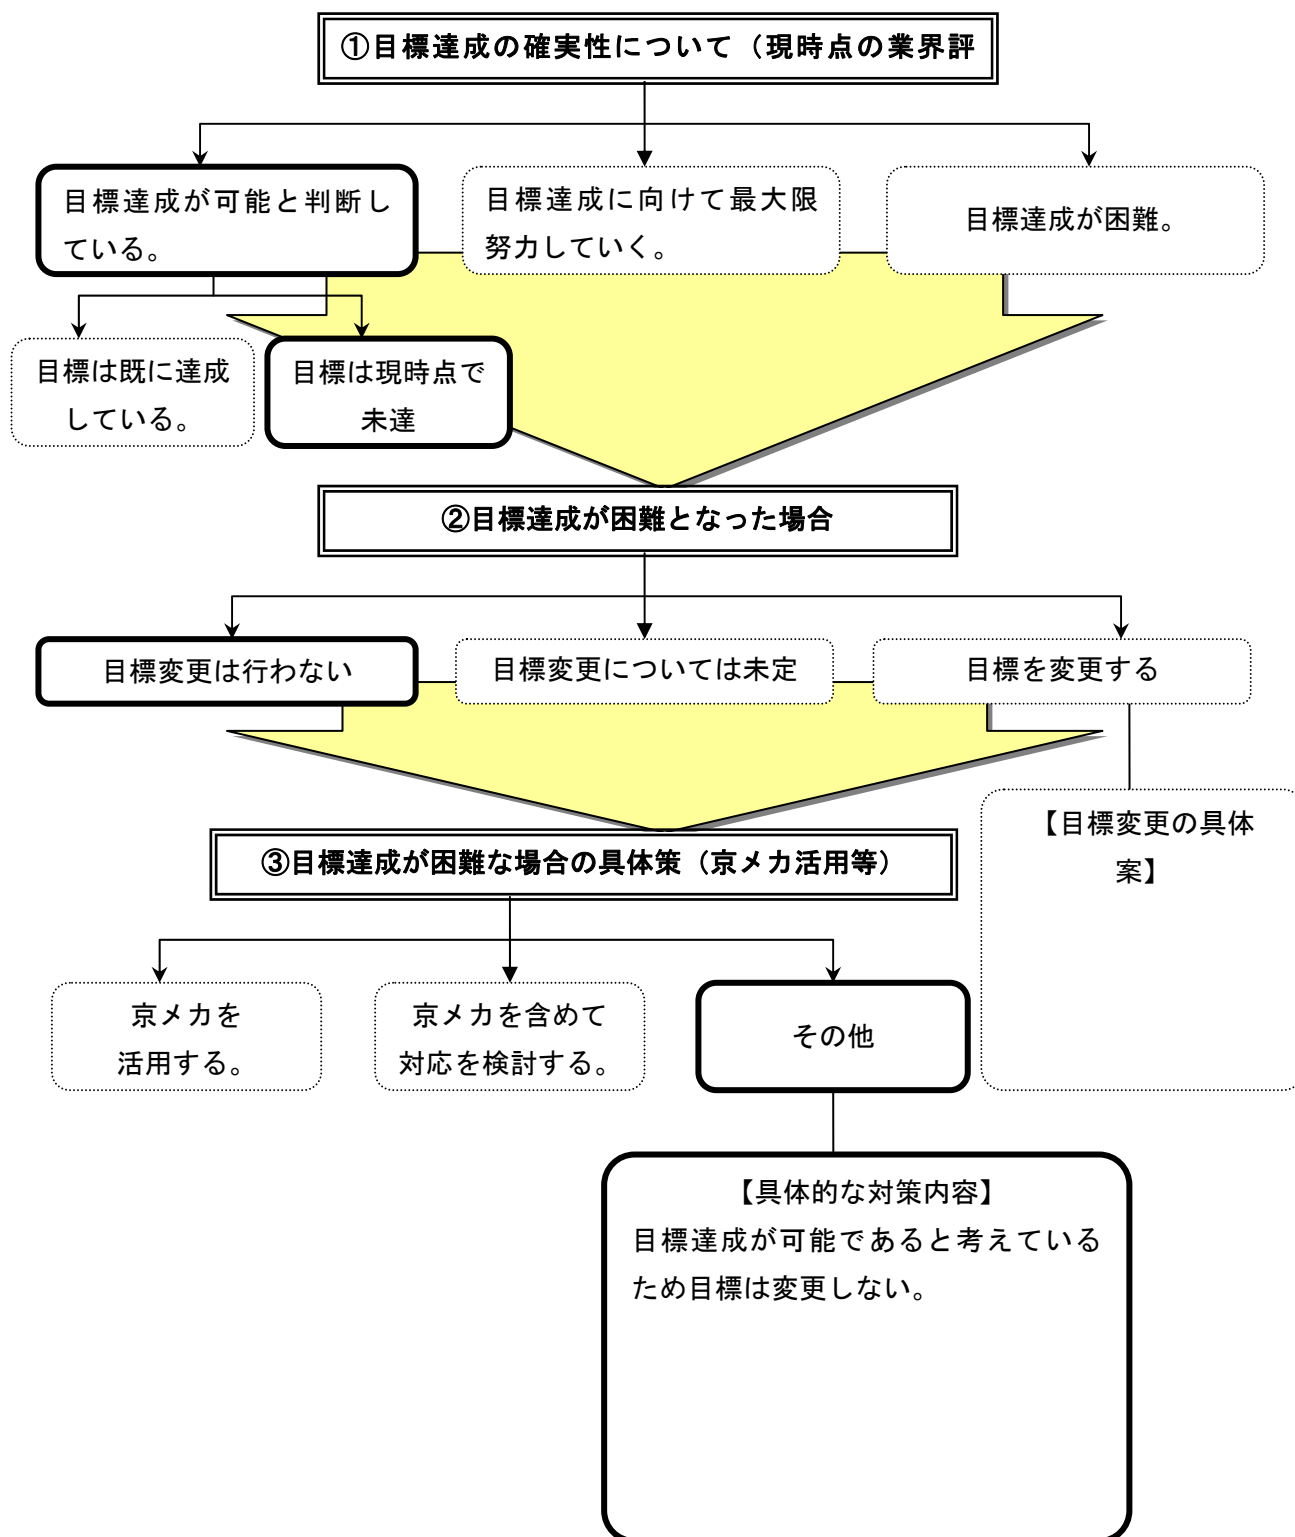 ①目標達成の確実性について（現時点の業界評
目標達成が可能と判断し
ている。
目標達成に向けて最大限
努力していく。
目標達成が困難。
目標は既に達成
している。
目標は現時点で
未達
②目標達成が困難となった場合
目標変更は行わない
目標変更については未定
目標を変更する
【目標変更の具体
案】
③目標達成が困難な場合の具体策（京メカ活用等）
京メカを
活用する。
京メカを含めて
対応を検討する。
その他
【具体的な対策内容】
目標達成が可能であると考えている
ため目標は変更しない。